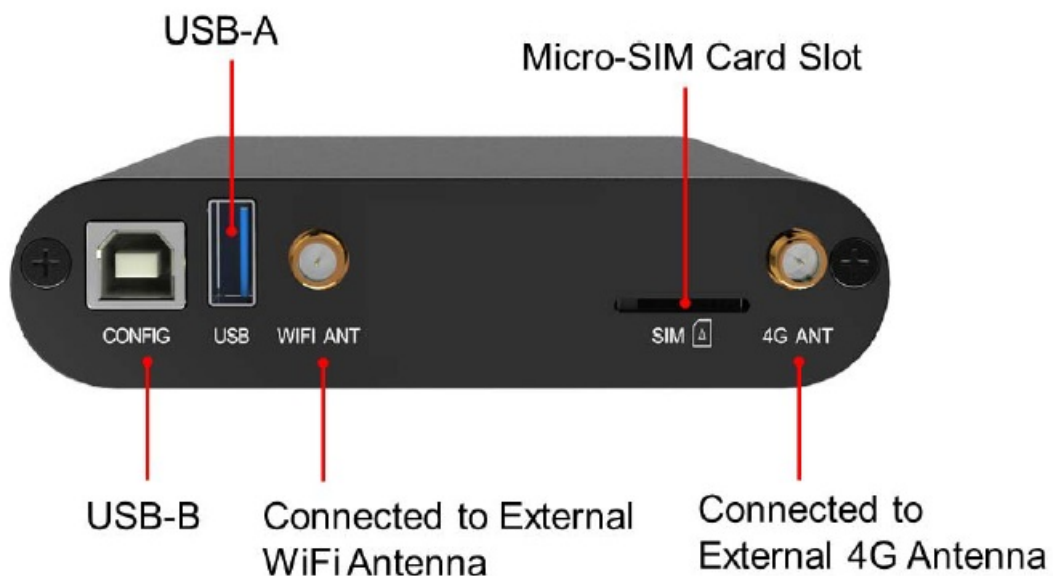 USB-A
Micro-SIM Card Slot
CONFIG
USB
WIFI ANT
SIM
4G ANT
USB-B
Connected to External
WiFi Antenna
Connected to
External 4G Antenna